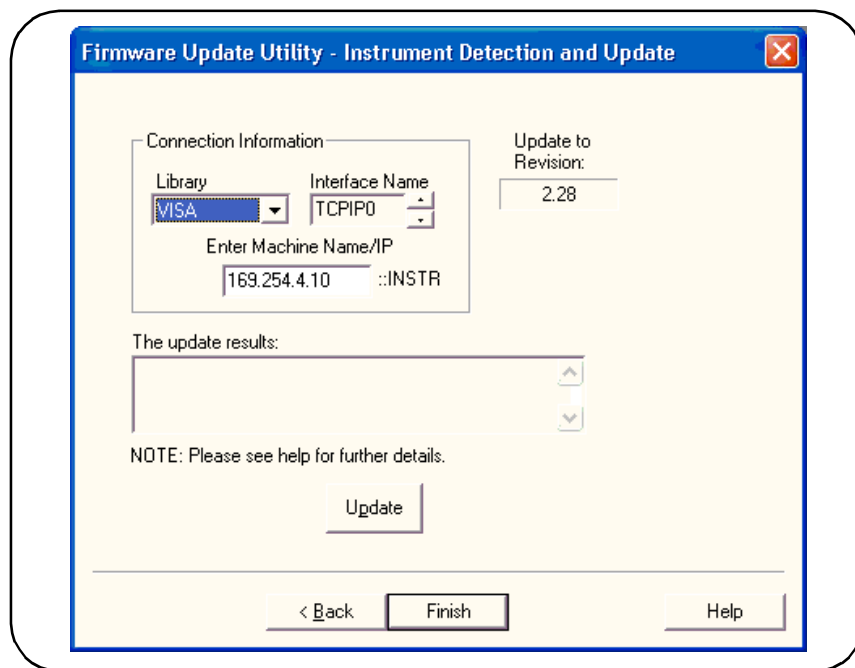 Firmware Update Utility - Instrument Detection and Update
Connection Information
Library
Interface Name
VISA
TCPIP0
Enter Machine Name/IP
169.254.4.10 ::INSTR
Update to
Revision:
2.28
The update results:
NOTE: Please see help for further details.
Update
< Back
Finish
Help